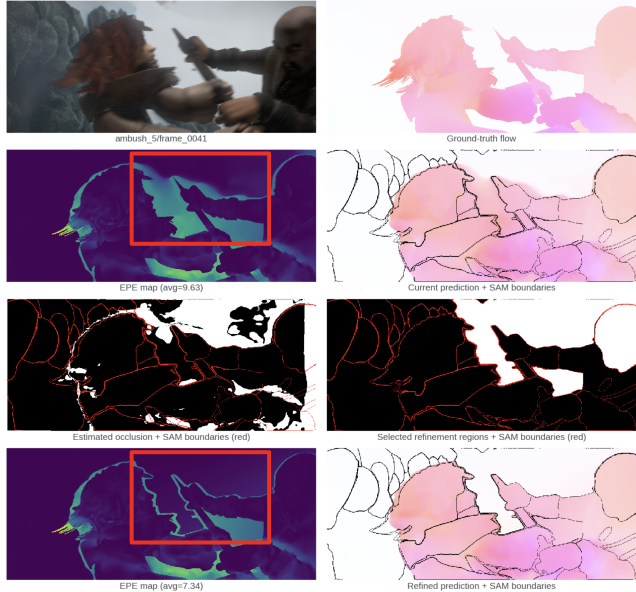 ambush_5/frame_0041
Ground-truth flow
EPE map (avg=9.63)
Current prediction + SAM boundaries
Estimated occlusion + SAM boundaries (red)
Selected refinement regions + SAM boundaries (red)
EPE map (avg=7.34)
Refined prediction + SAM boundaries